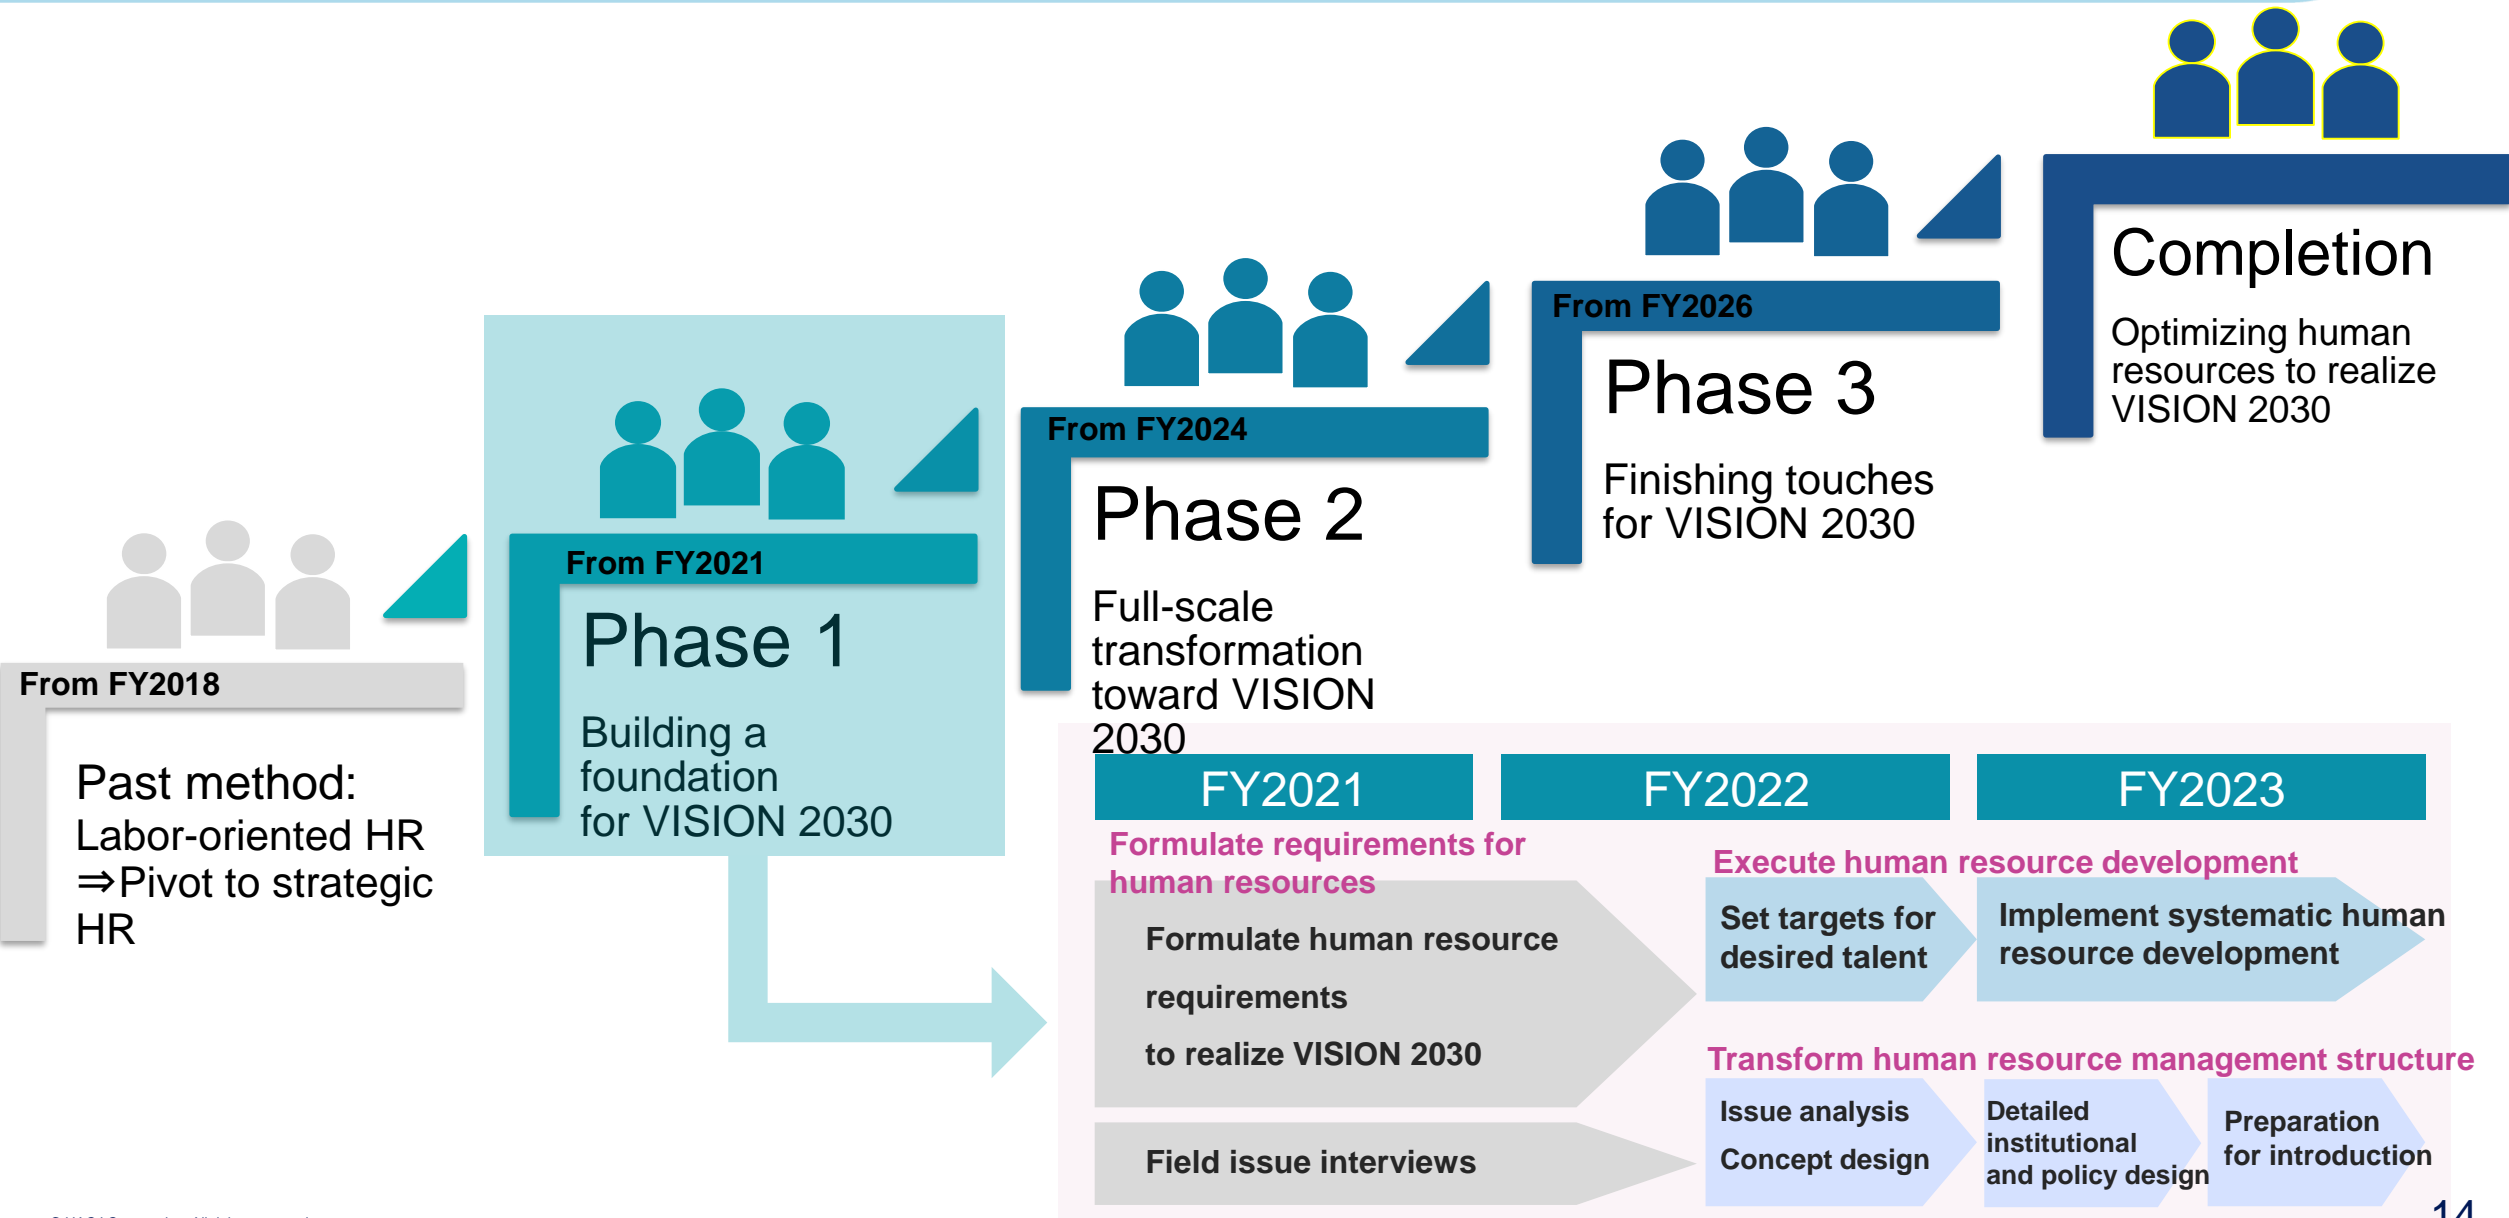 Completion
Optimizing human
resources to realize
VISION 2030
From FY2026
Phase 3
Finishing touches
for VISION 2030
From FY2024
Phase 2
Full-scale
transformation
toward VISION
2030
From FY2021
Phase 1
Building a
foundation
for VISION 2030
From FY2018
Past method:
Labor-oriented HR
⇒Pivot to strategic
HR
FY2021
FY2022
FY2023
Formulate requirements for
human resources
Formulate human resource
requirements
to realize VISION 2030
Field issue interviews
Execute human resource development
Set targets for
desired talent
Implement systematic human
resource development
Transform human resource management structure
Issue analysis
Concept design
Detailed
institutional
and policy design
Preparation
for introduction
14